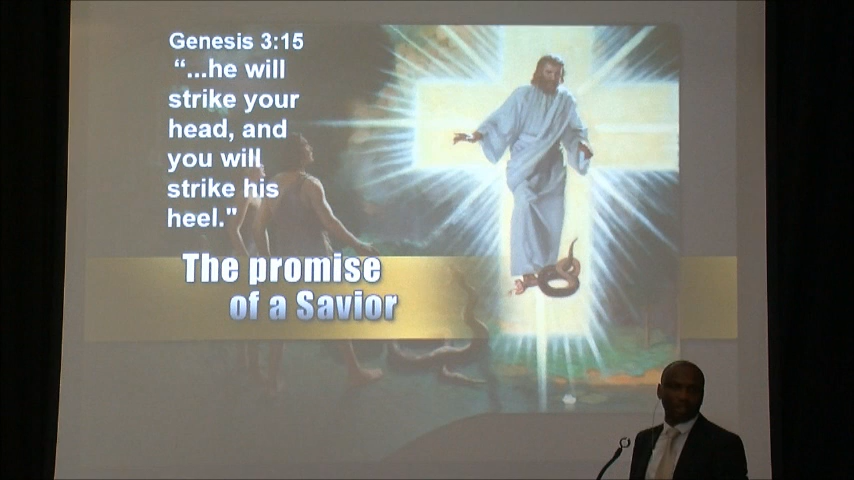 Genesis 3:15
“...he will
strike your
head, and
you will
strike his
heel."
The promise
of a Savior